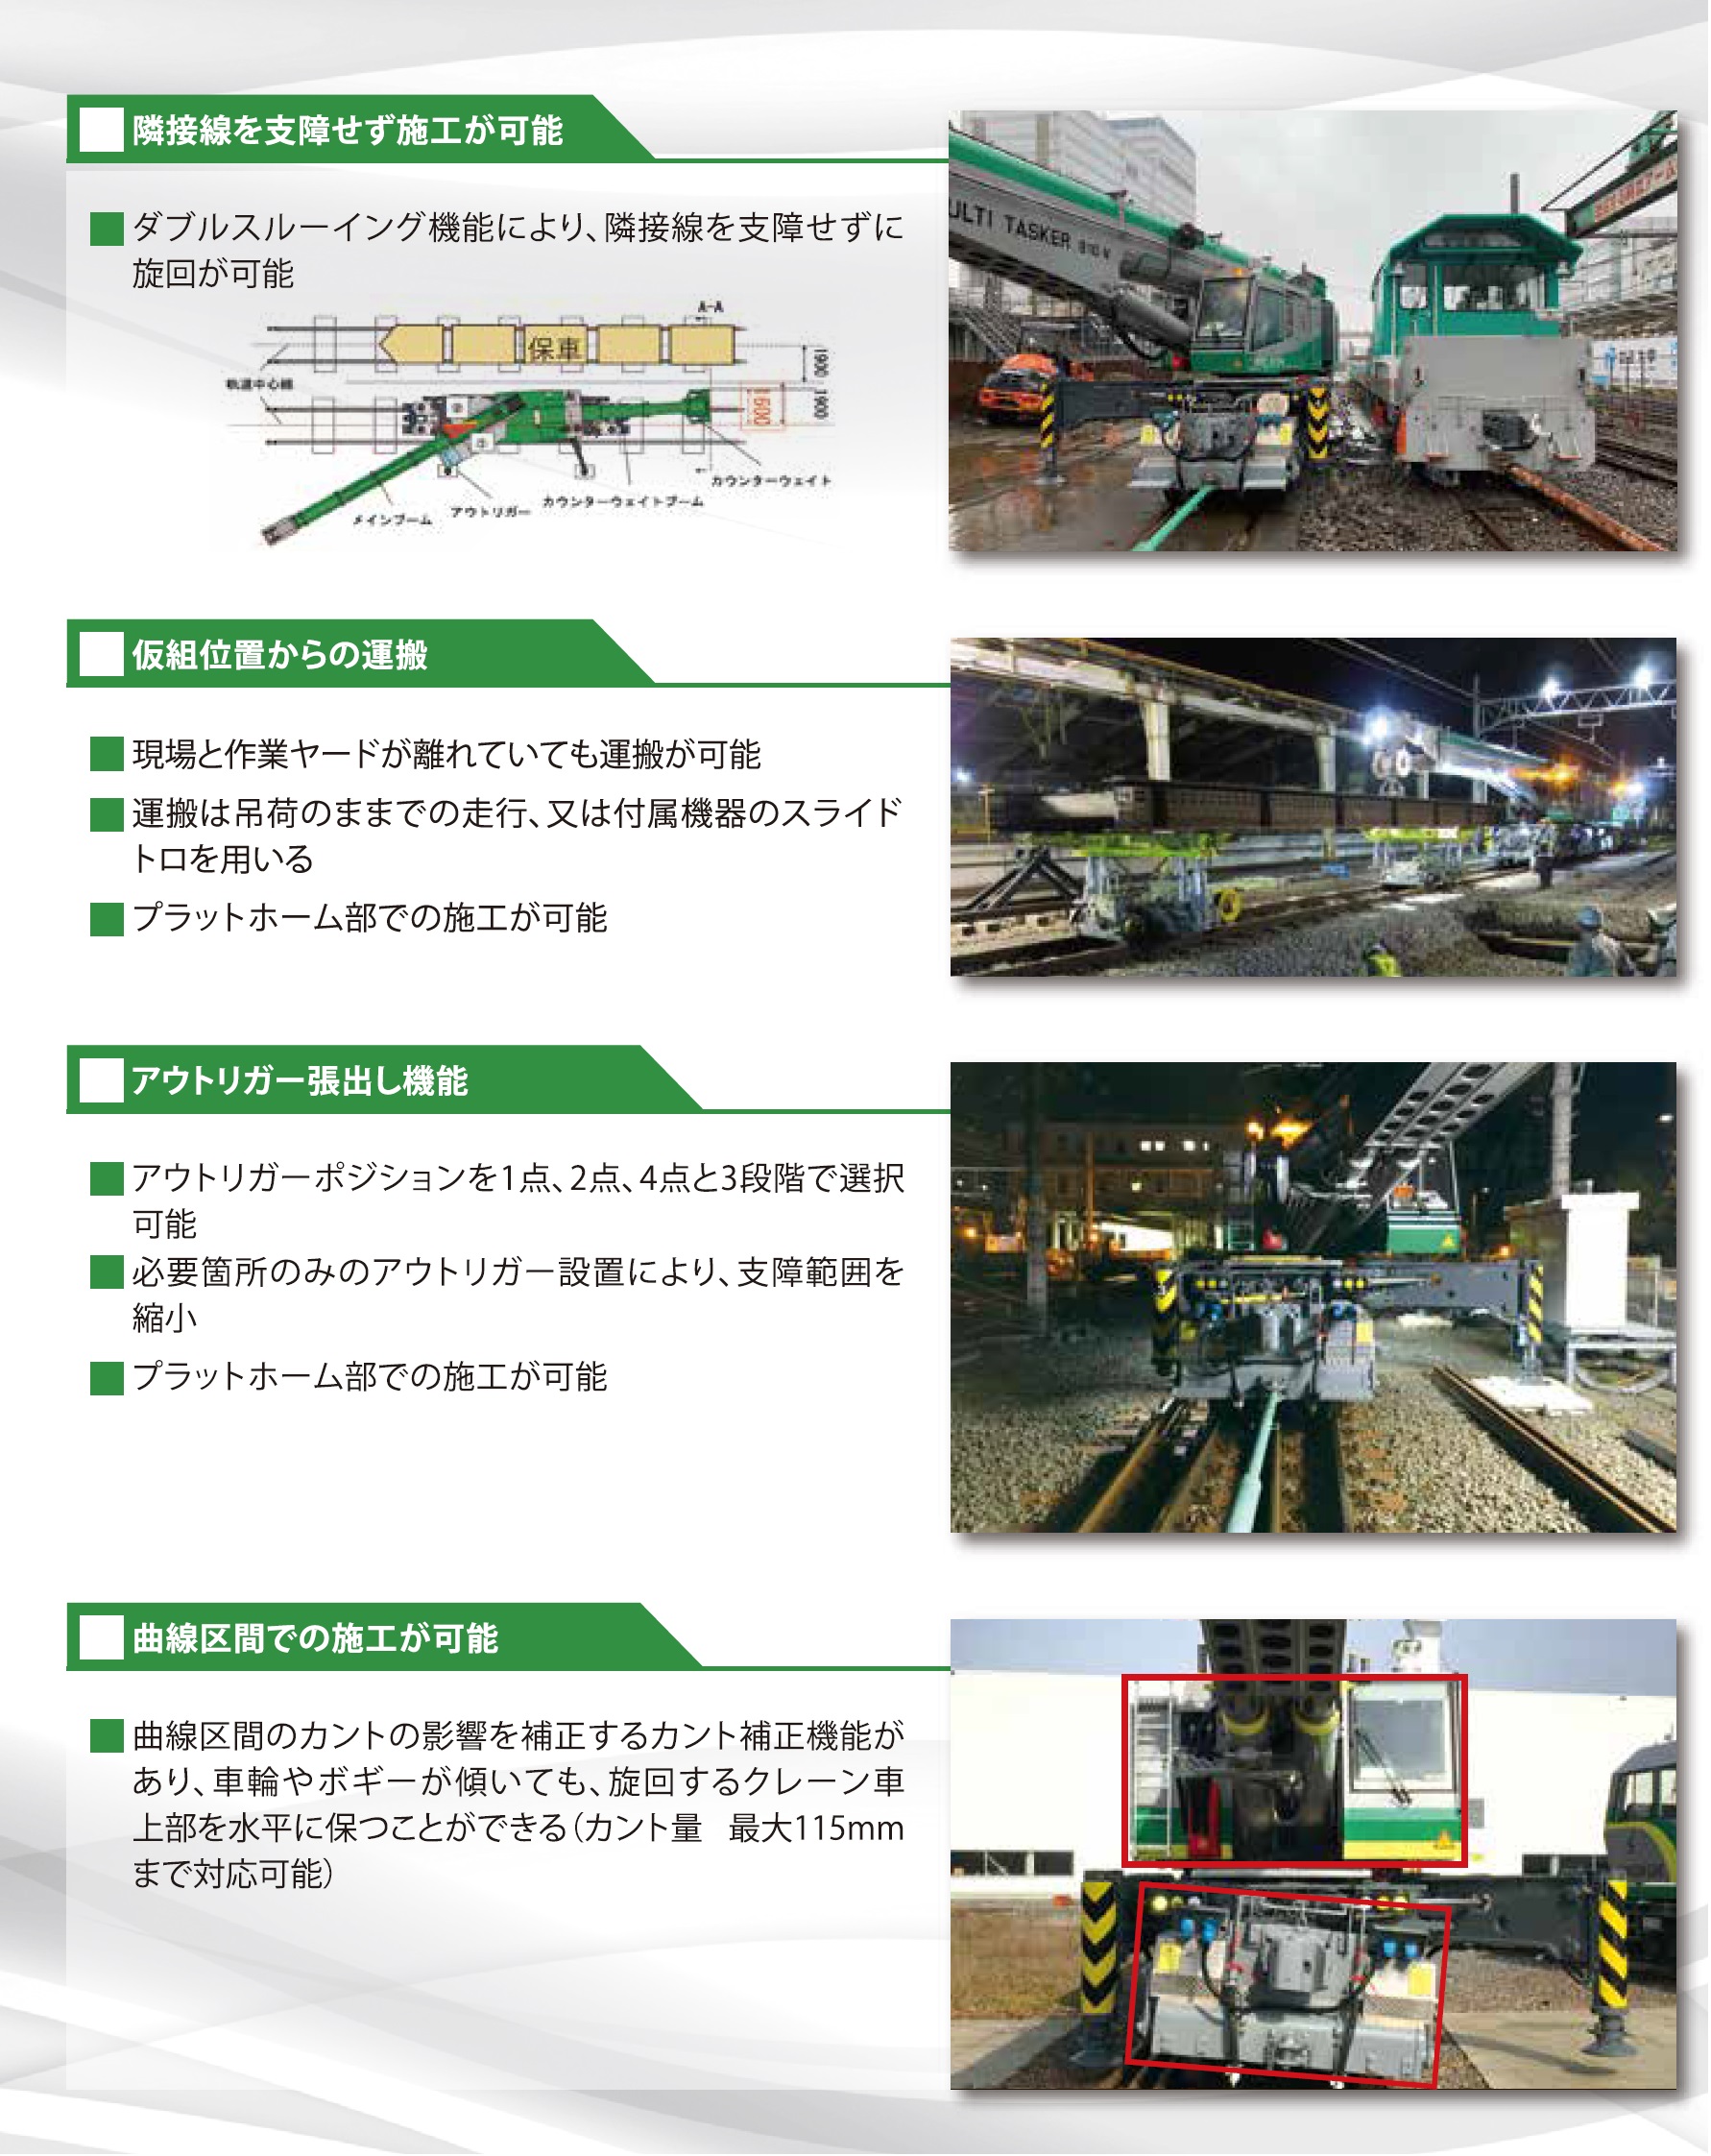 隣接線を支障せず施工が可能
ダブルスルーイング機能により、隣接線を支障せずに
旋回が可能
A-A
保車
軌道中心線
1900
1900
1600
カウンターウェイト
カウンターウェイトブーム
アウトリガー
メインブーム
ULTI TASKER 810
仮組位置からの運搬
現場と作業ヤードが離れていても運搬が可能
運搬は吊荷のままでの走行、又は付属機器のスライド
トロを用いる
プラットホーム部での施工が可能
アウトリガー張出し機能
アウトリガーポジションを1点、2点、4点と3段階で選択
可能
必要箇所のみのアウトリガー設置により、支障範囲を
縮小
プラットホーム部での施工が可能
曲線区間での施工が可能
曲線区間のカントの影響を補正するカント補正機能が
あり、車輪やボギーが傾いても、旋回するクレーン車
上部を水平に保つことができる(カント量　最大115mm
まで対応可能)